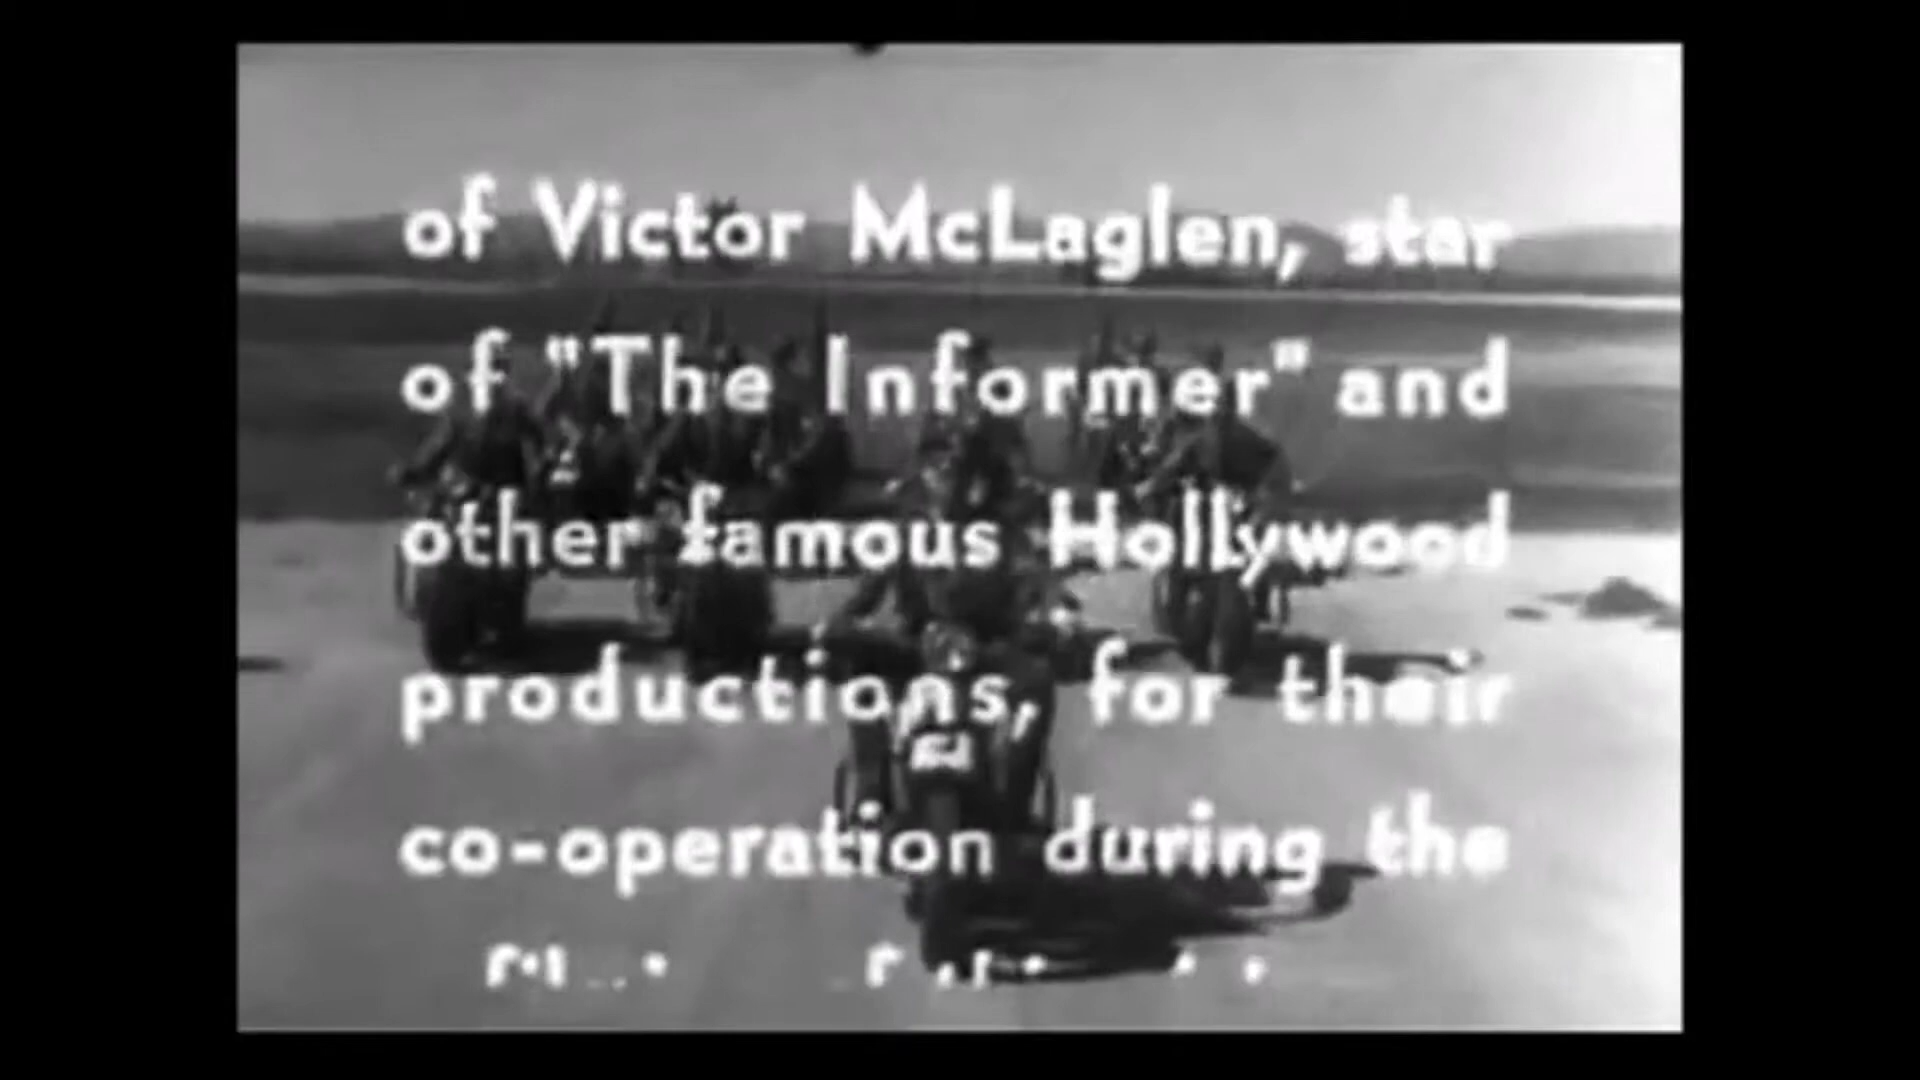 of Victor McLaglen, star
of "The Informer" and
other famous Hollywood
productions, for their
co-operation during the